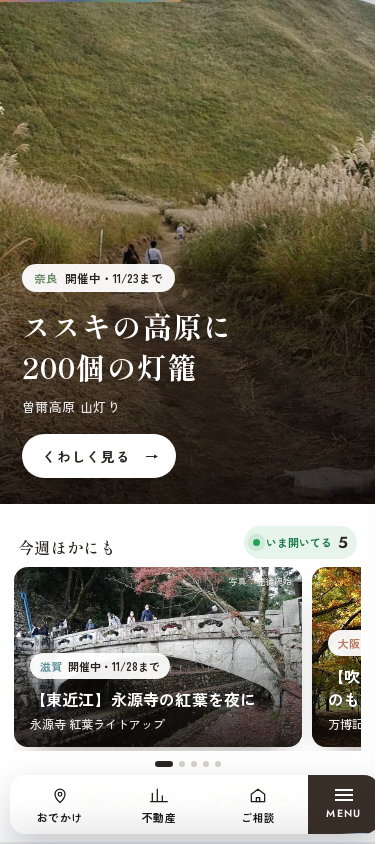 奈良 開催中・11/23まで
ススキの高原に
200個の灯籠
曽爾高原 山灯り
くわしく見る →
今週ほかにも
いま開いてる 5
滋賀 開催中・11/28まで
【東近江】永源寺の紅葉を夜に
永源寺 紅葉ライトアップ
大阪
【吹
のも
万博記
おでかけ
不動産
ご相談
MENU